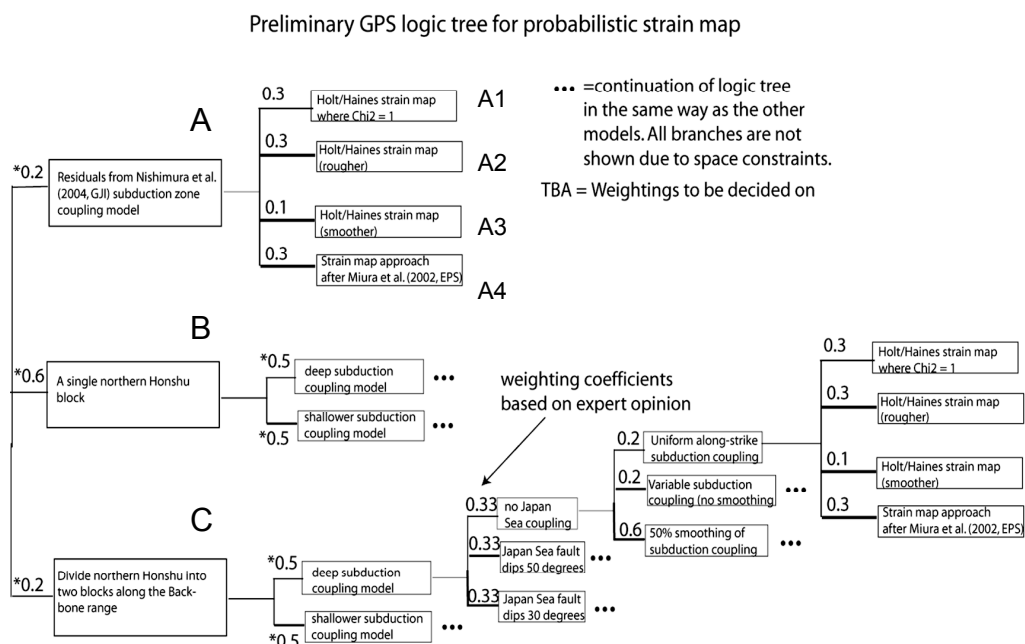 Preliminary GPS logic tree for probabilistic strain map
A
*0.2
Residuals from Nishimura et al.
(2004, GJI) subduction zone
coupling model
0.3
Holt/Haines strain map
where Chi2 = 1
A1
0.3
Holt/Haines strain map
(rougher)
A2
0.1
Holt/Haines strain map
(smoother)
A3
0.3
Strain map approach
after Miura et al. (2002, EPS)
A4
••• =continuation of logic tree
in the same way as the other
models. All branches are not
shown due to space constraints.
TBA = Weightings to be decided on
B
*0.6
A single northern Honshu
block
*0.5
deep subduction
coupling model
•••
*0.5
shallower subduction
coupling model
•••
weighting coefficients
based on expert opinion
C
*0.2
Divide northern Honshu into
two blocks along the Back-
bone range
*0.5
deep subduction
coupling model
*0.5
shallower subduction
coupling model
•••
0.33
no Japan
Sea coupling
0.33
Japan Sea fault
dips 50 degrees
•••
0.33
Japan Sea fault
dips 30 degrees
•••
0.2
Uniform along-strike
subduction coupling
0.2
Variable subduction
coupling (no smoothing
•••
0.6
50% smoothing of
subduction coupling
•••
0.3
Holt/Haines strain map
where Chi2 = 1
0.3
Holt/Haines strain map
(rougher)
0.1
Holt/Haines strain map
(smoother)
0.3
Strain map approach
after Miura et al. (2002, EPS)